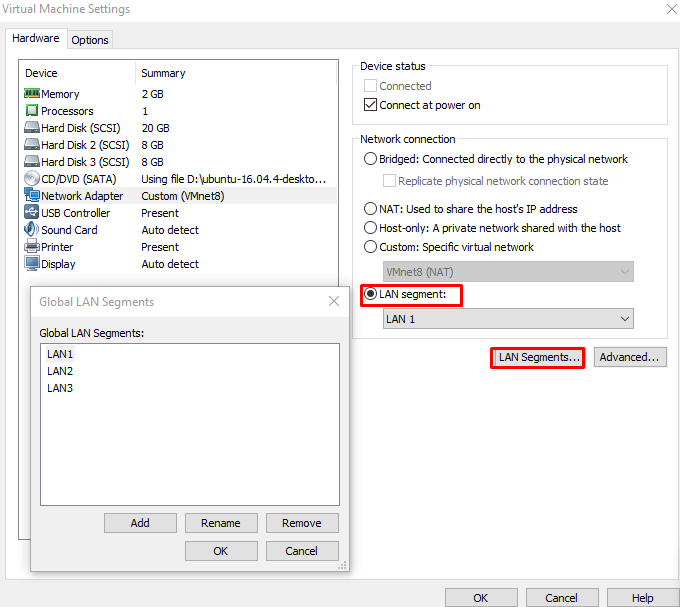 Virtual Machine Settings
Hardware
Options
Device Summary
Memory 2 GB
Processors 1
Hard Disk (SCSI) 20 GB
Hard Disk 2 (SCSI) 8 GB
Hard Disk 3 (SCSI) 8 GB
CD/DVD (SATA) Using file D:\ubuntu-16.04.4-deskto...
Network Adapter Custom (VMnet8)
USB Controller Present
Sound Card Auto detect
Printer Present
Display Auto detect
Device status
Connected
Connect at power on
Network connection
Bridged: Connected directly to the physical network
Replicate physical network connection state
NAT: Used to share the host's IP address
Host-only: A private network shared with the host
Custom: Specific virtual network
VMnet8 (NAT)
LAN segment:
LAN 1
LAN Segments...
Advanced...
Global LAN Segments
Global LAN Segments:
LAN1
LAN2
LAN3
Add
Rename
Remove
OK
Cancel
OK
Cancel
Help